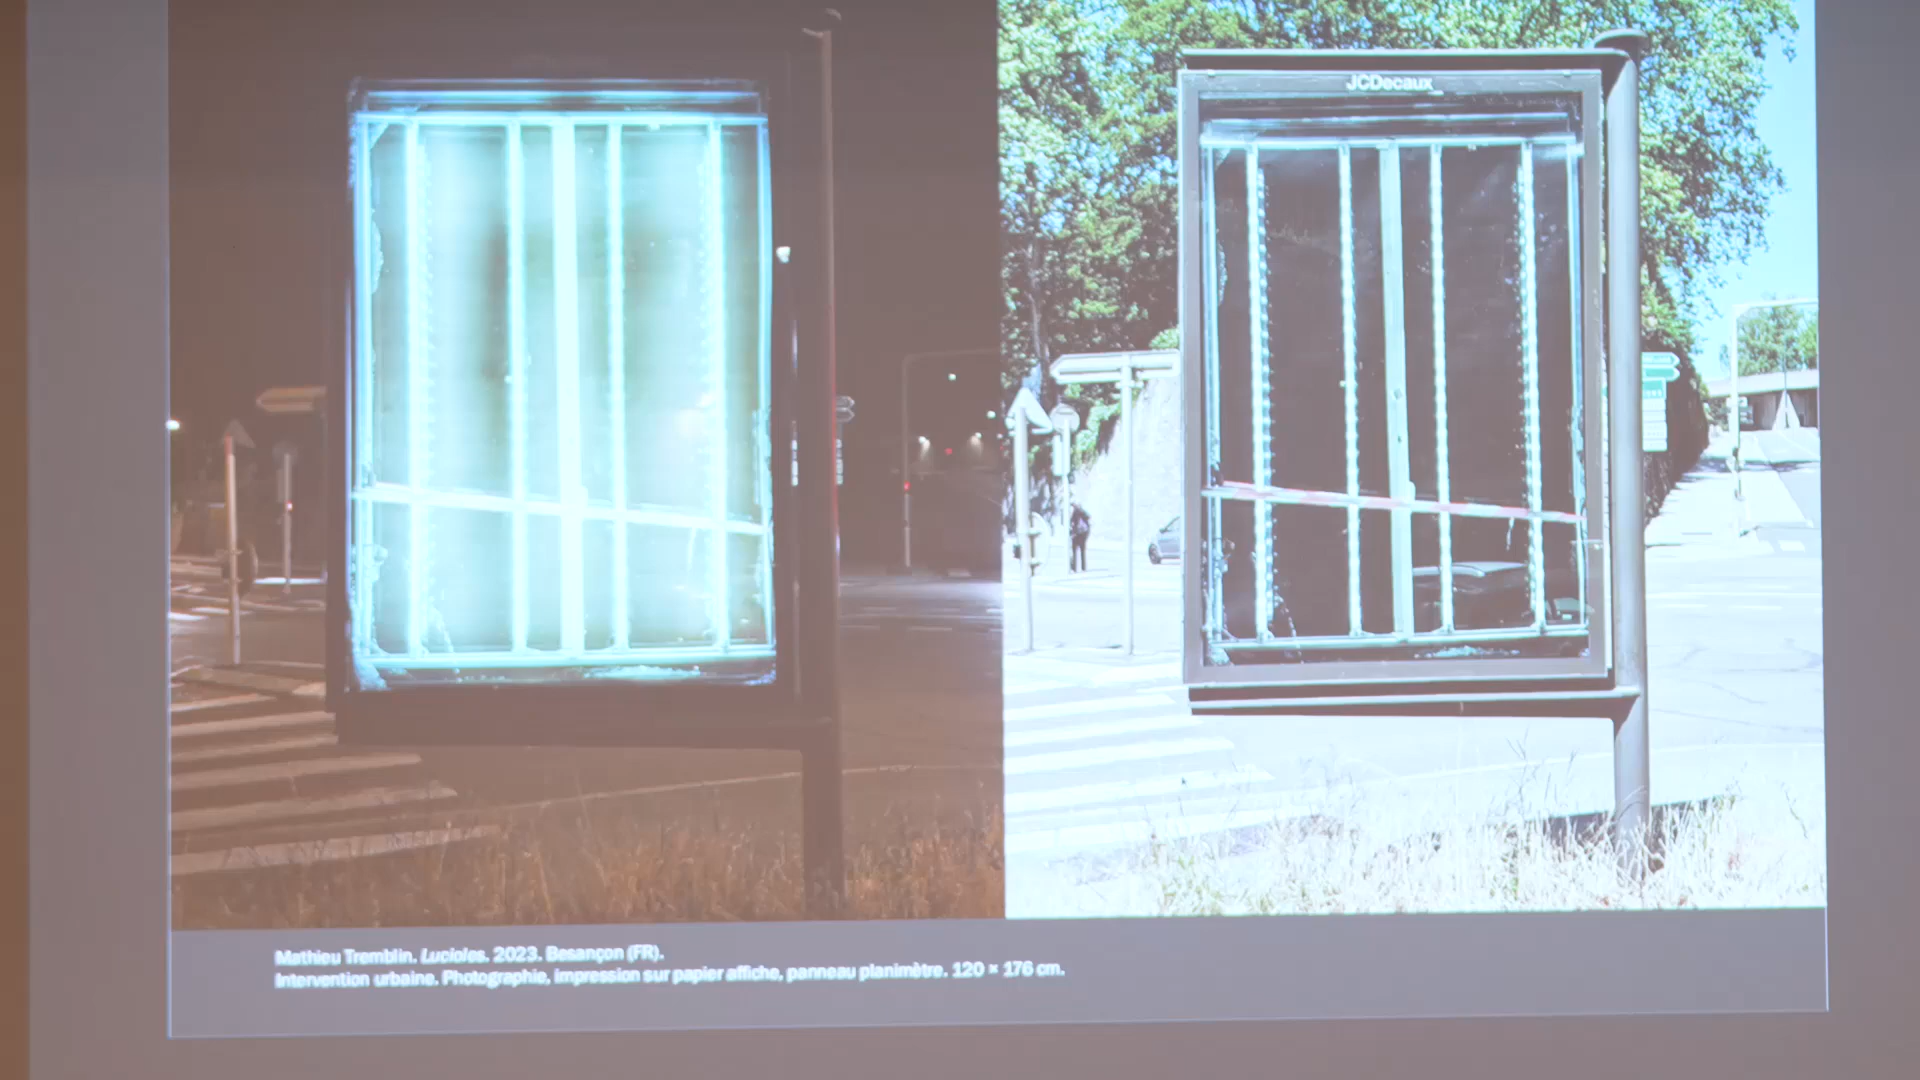 JCDecaux
Mathieu Tremblin. Lucioles. 2023. Besançon (FR).
Intervention urbaine. Photographie, impression sur papier affiche, panneau planimètre. 120 × 176 cm.